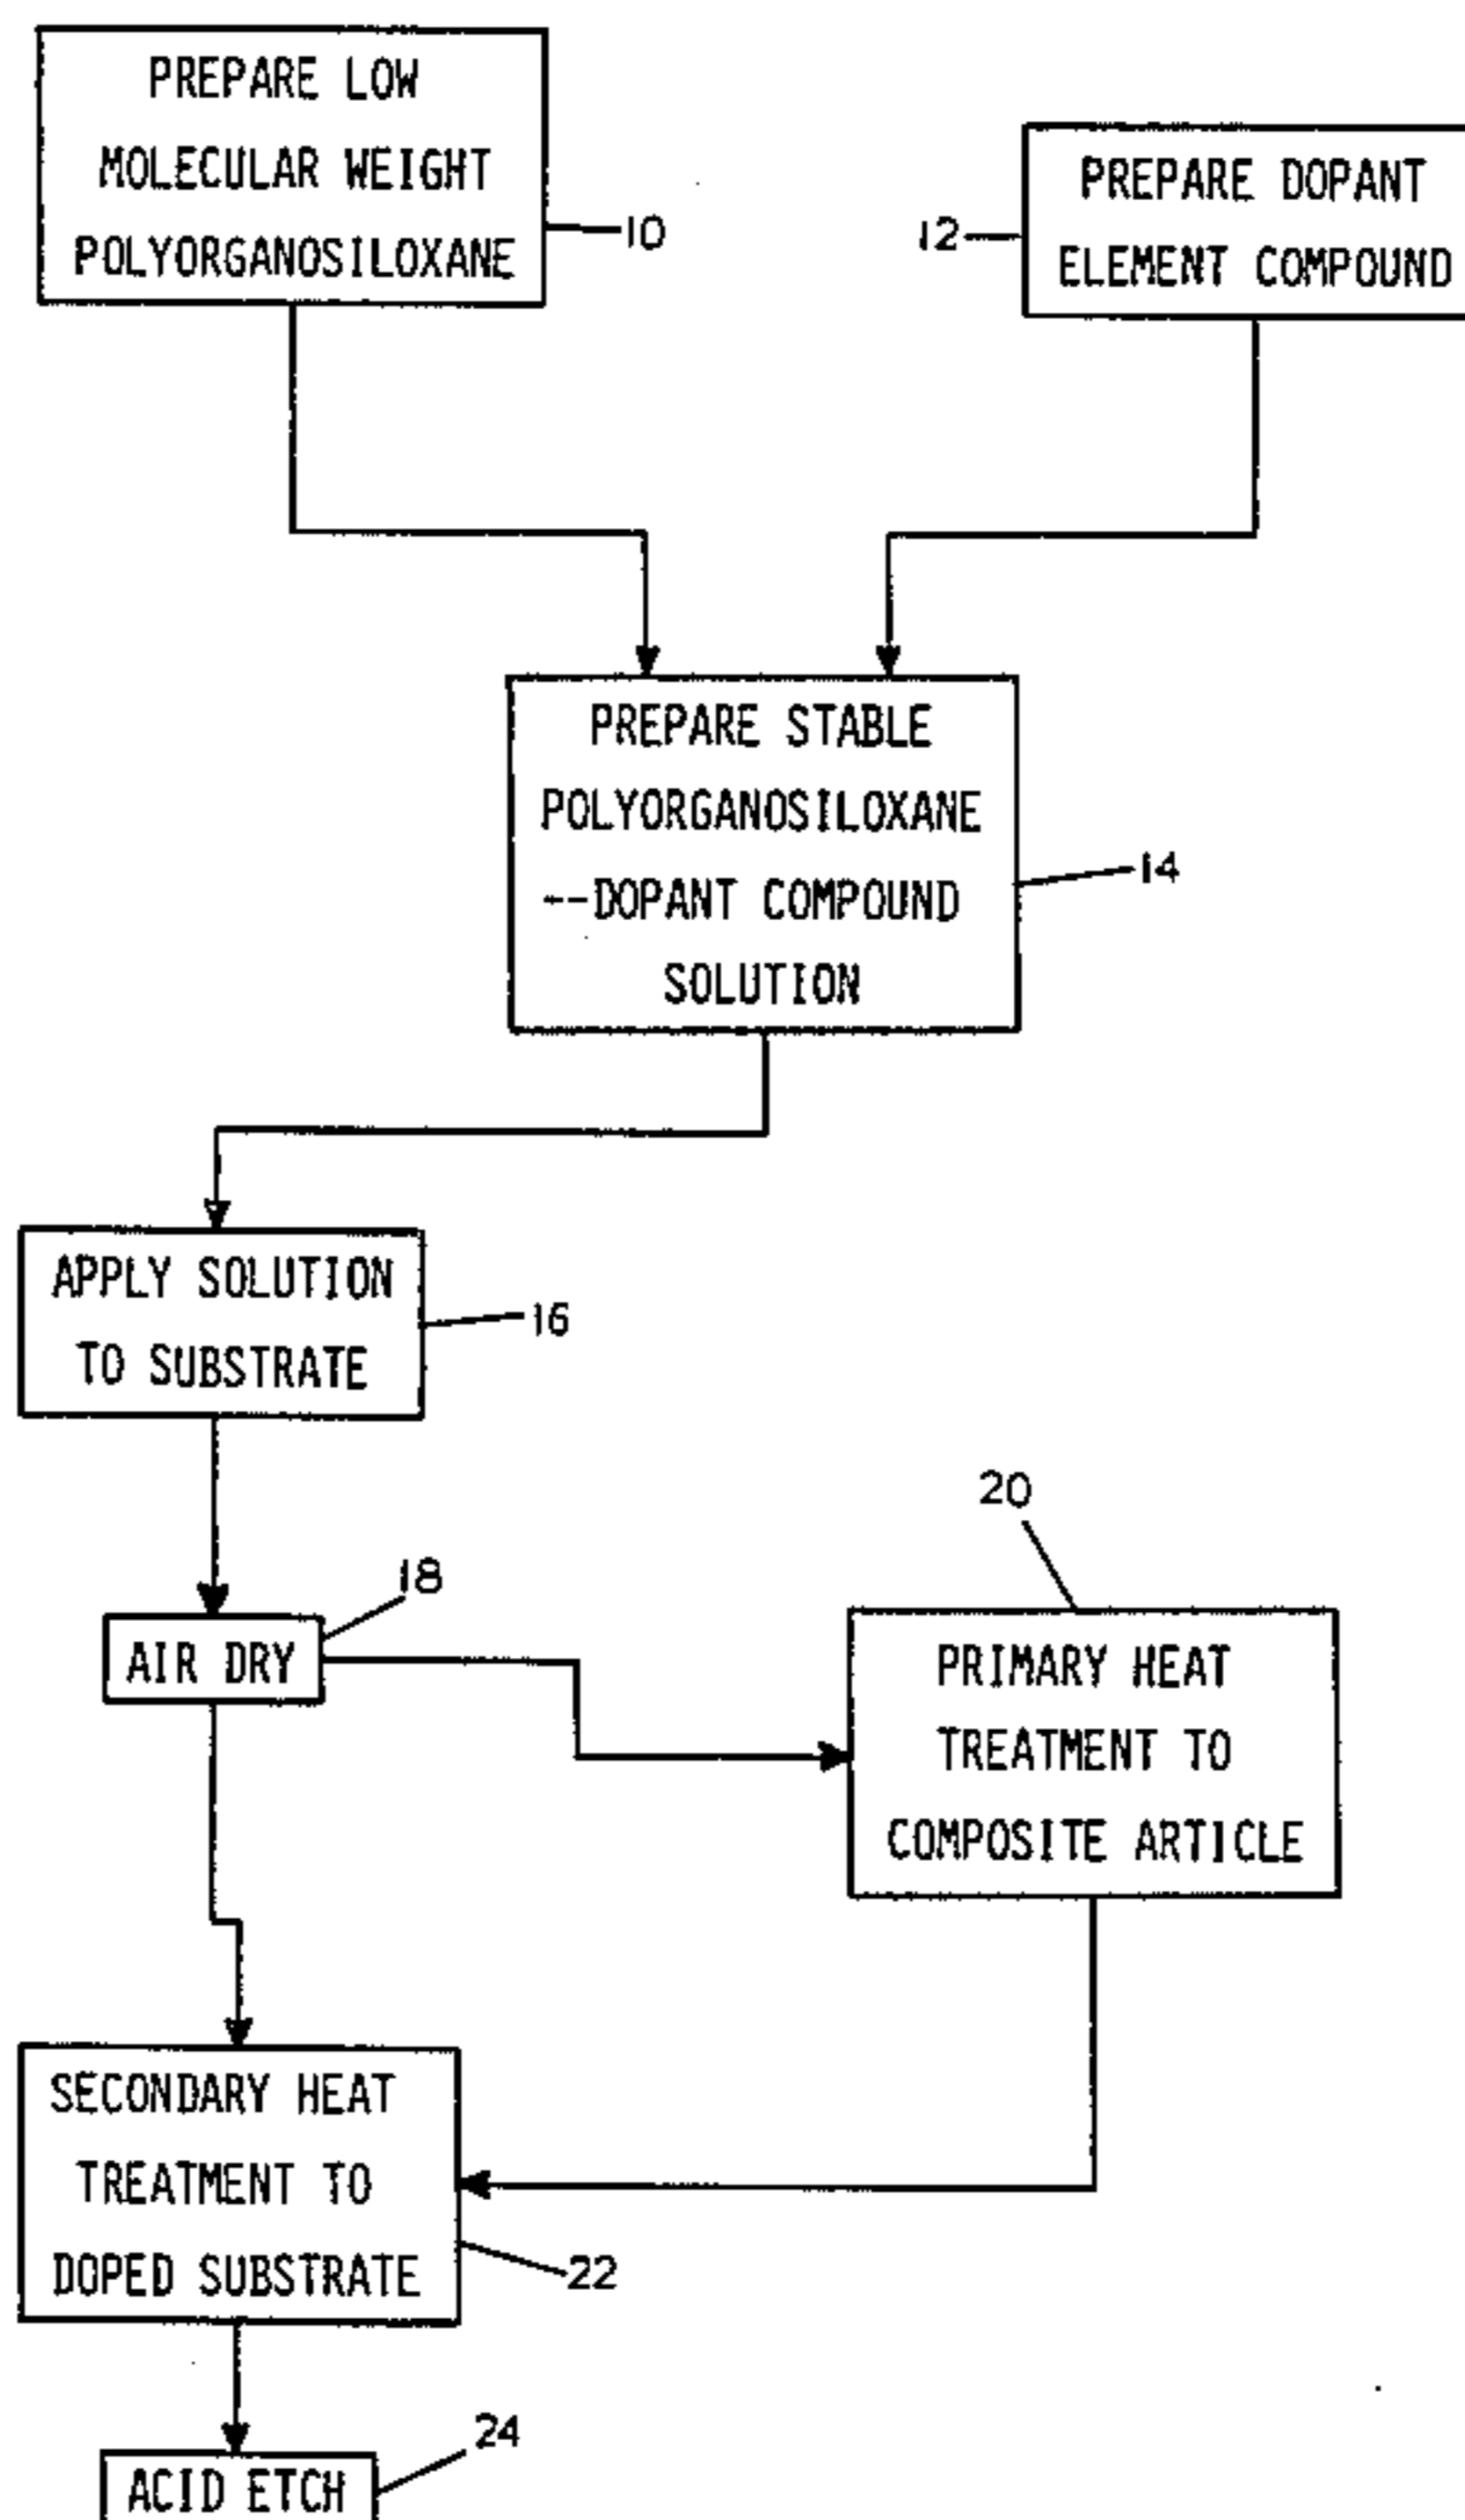 PREPARE LOW
MOLECULAR WEIGHT
POLYORGANOSILOXANE
10
12
PREPARE DOPANT
ELEMENT COMPOUND
PREPARE STABLE
POLYORGANOSILOXANE
--DOPANT COMPOUND
SOLUTION
14
APPLY SOLUTION
TO SUBSTRATE
16
18
AIR DRY
20
PRIMARY HEAT
TREATMENT TO
COMPOSITE ARTICLE
SECONDARY HEAT
TREATMENT TO
DOPED SUBSTRATE
22
24
ACID ETCH